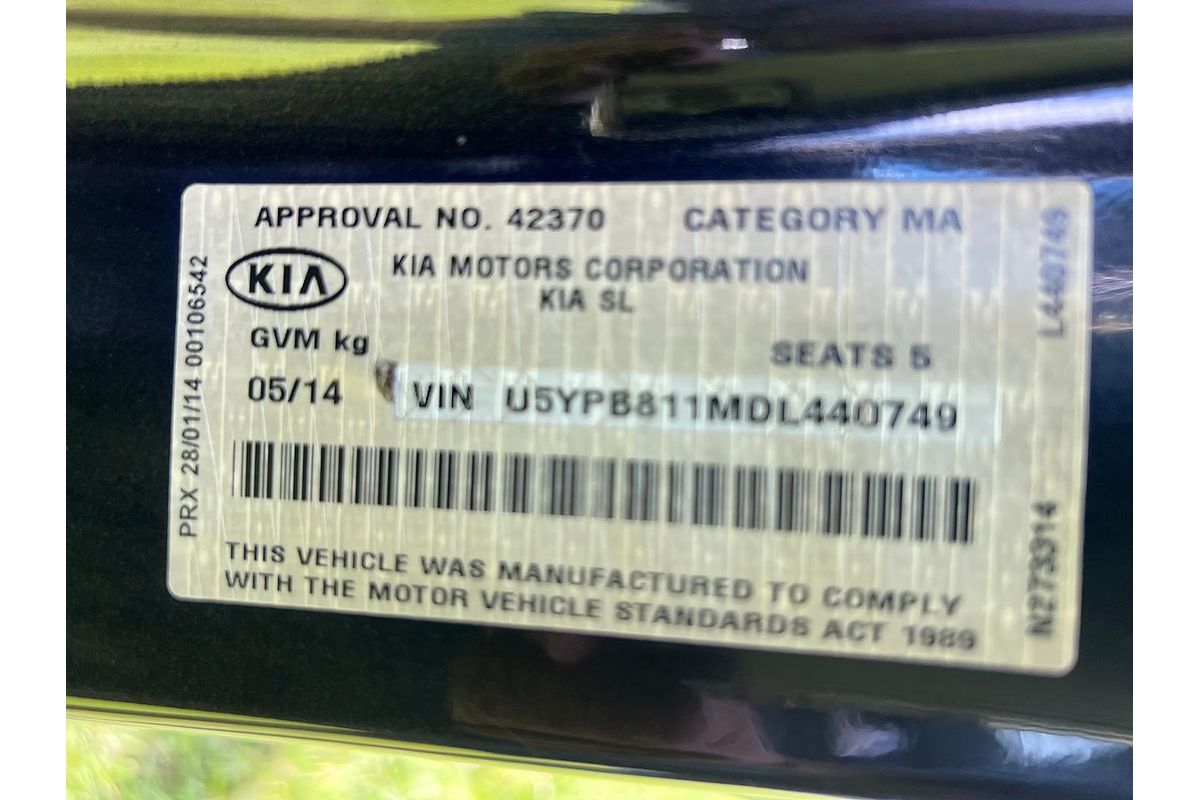 APPROVAL NO. 42370 CATEGORY MA
KIA KIA MOTORS CORPORATION
KIA SL
GVM kg SEATS 5
05/14 VIN U5YPB811MDL440749
THIS VEHICLE WAS MANUFACTURED TO COMPLY
WITH THE MOTOR VEHICLE STANDARDS ACT 1989
PRX 28/01/14 00106542
L440749
N273314